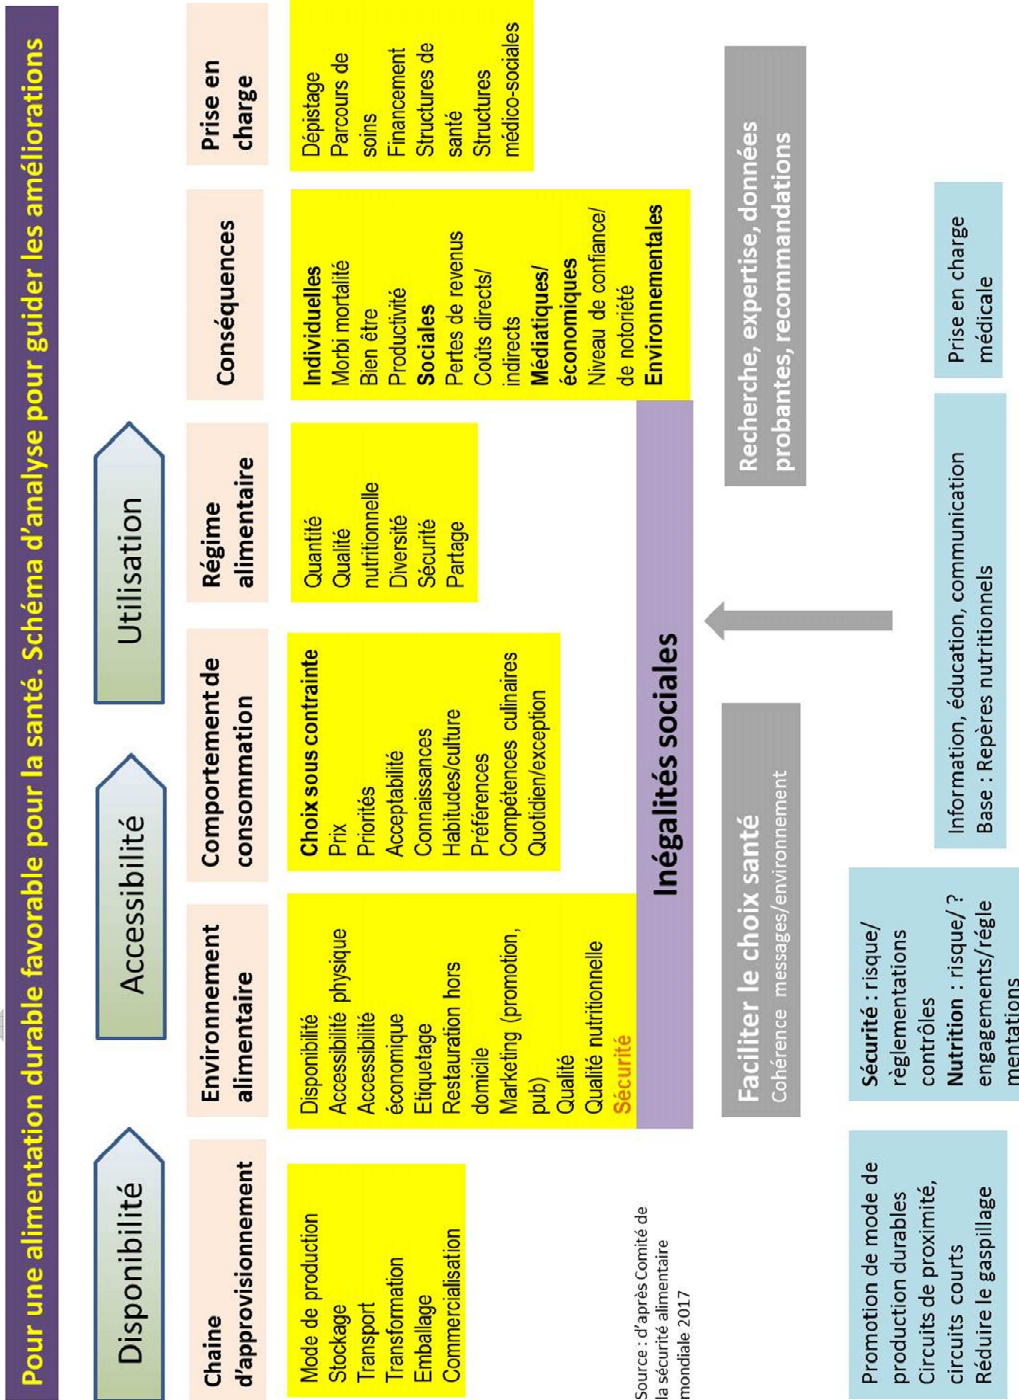 Pour une alimentation durable favorable pour la santé. Schéma d'analyse pour guider les améliorations
Disponibilité
Accessibilité
Utilisation
Chaine
d'approvisionnement
Environnement
alimentaire
Comportement de
consommation
Régime
alimentaire
Conséquences
Prise en
charge
Mode de production
Stockage
Transport
Transformation
Emballage
Commercialisation
Disponibilité
Accessibilité physique
Accessibilité
économique
Etiquetage
Restauration hors
domicile
Marketing (promotion,
pub)
Qualité
Qualité nutritionnelle
Sécurité
Choix sous contrainte
Prix
Priorités
Acceptabilité
Connaissances
Habitudes/culture
Préférences
Compétences culinaires
Quotidien/exception
Quantité
Qualité
nutritionnelle
Diversité
Sécurité
Partage
Individuelles
Morbi mortalité
Bien être
Productivité
Sociales
Pertes de revenus
Coûts directs/
indirects
Médiatiques/
économiques
Niveau de confiance/
de notoriété
Environnementales
Dépistage
Parcours de
soins
Financement
Structures de
santé
Structures
médico-sociales
Inégalités sociales
Source : d'après Comité de
la sécurité alimentaire
mondiale 2017
Faciliter le choix santé
Cohérence messages/environnement
Recherche, expertise, données
probantes, recommandations
Promotion de mode de
production durables
Circuits de proximité,
circuits courts
Réduire le gaspillage
Sécurité : risque/
règlementations
contrôles
Nutrition : risque/ ?
engagements/régle
mentations
Information, éducation, communication
Base : Repères nutritionnels
Prise en charge
médicale